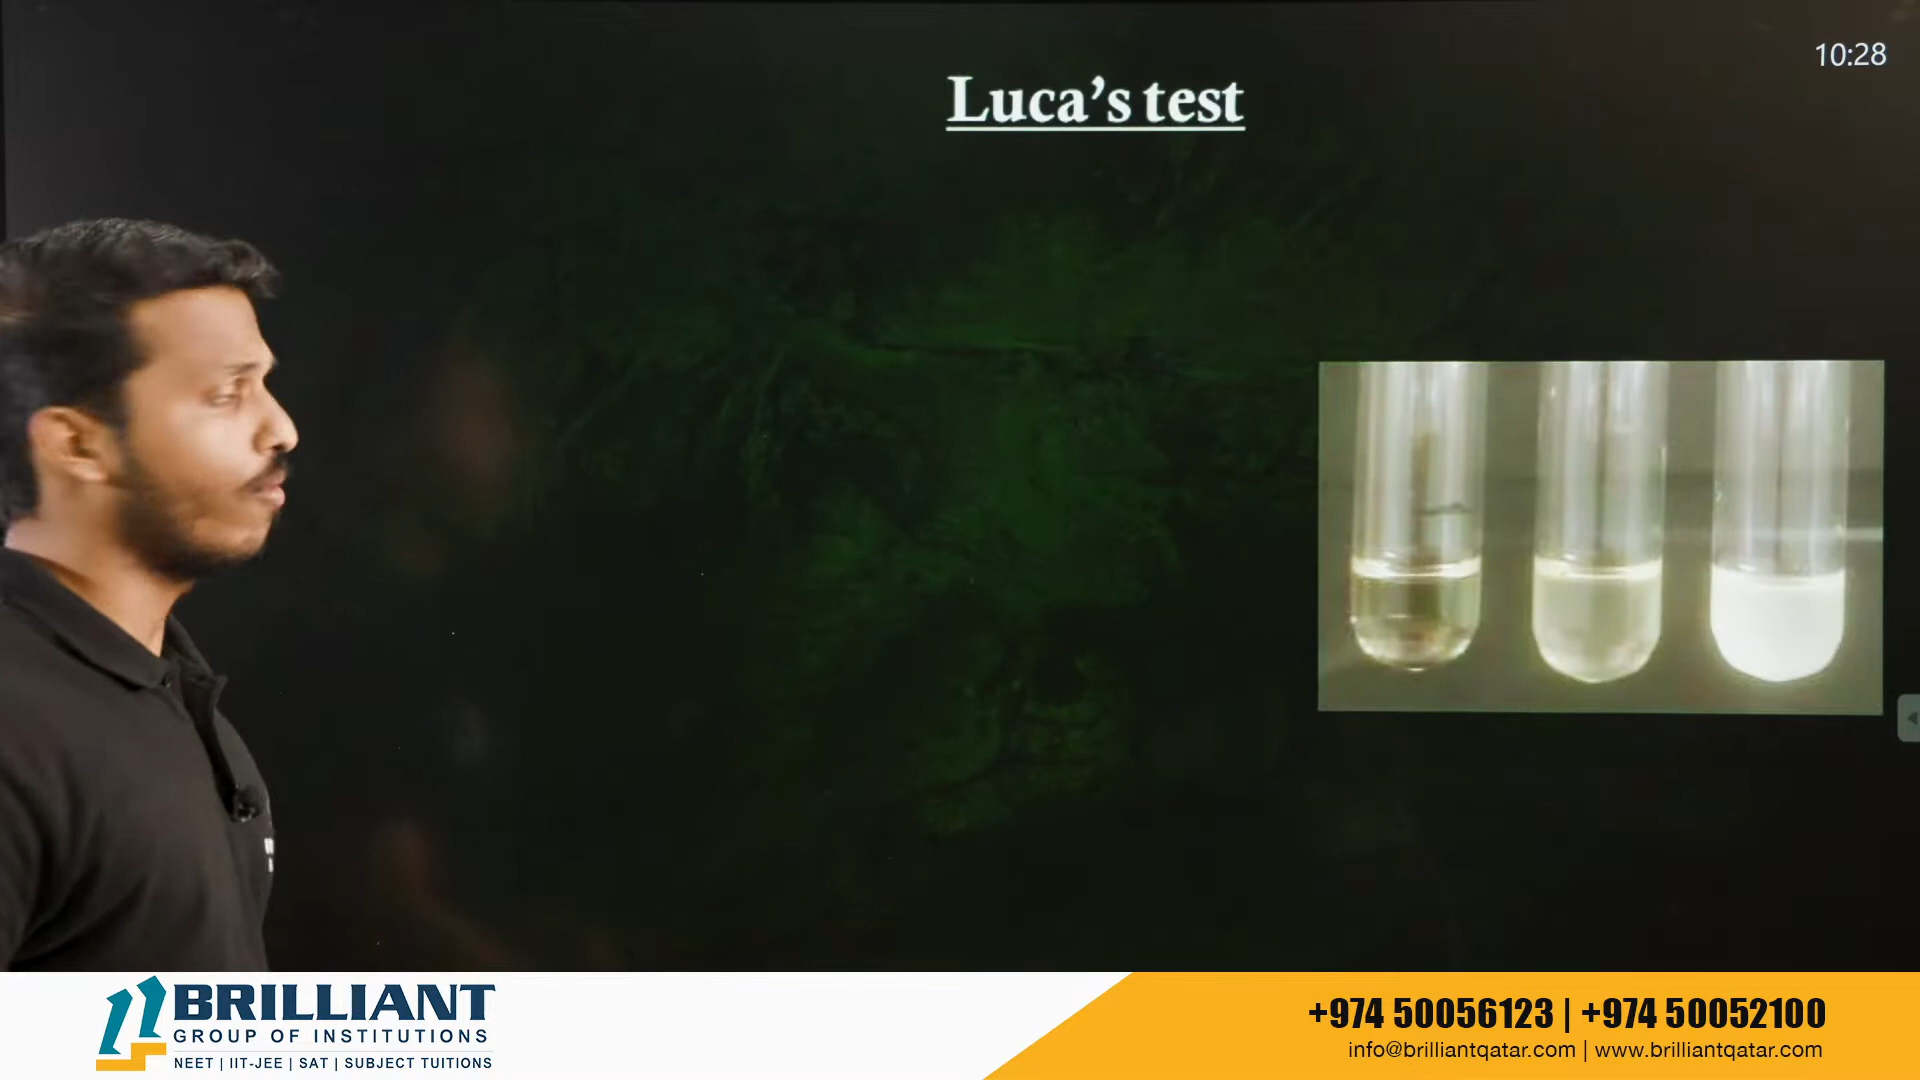 10:28
Luca's test
BRILLIANT
GROUP OF INSTITUTIONS
NEET | IIT-JEE | SAT | SUBJECT TUITIONS
+974 50056123 | +974 50052100
info@brilliantqatar.com | www.brilliantqatar.com